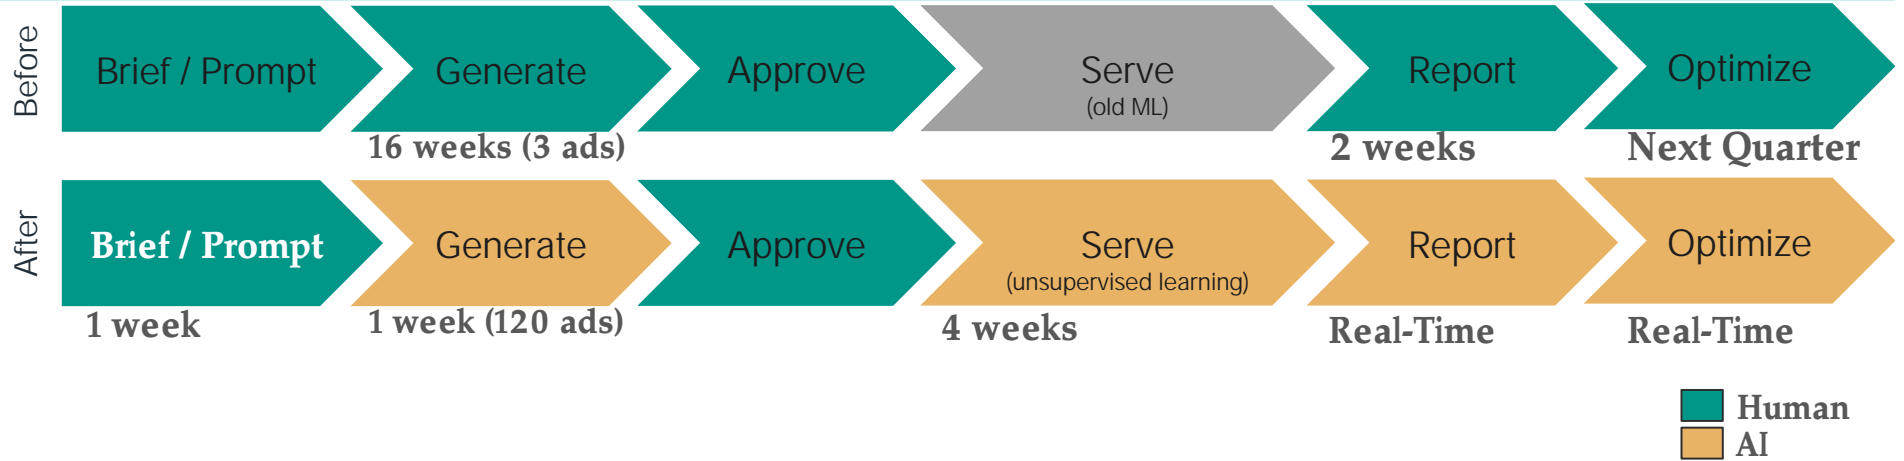 Before
Brief / Prompt
Generate
Approve
Serve
(old ML)
Report
Optimize
16 weeks (3 ads)
2 weeks
Next Quarter
After
Brief / Prompt
Generate
Approve
Serve
(unsupervised learning)
Report
Optimize
1 week
1 week (120 ads)
4 weeks
Real-Time
Real-Time
Human
AI